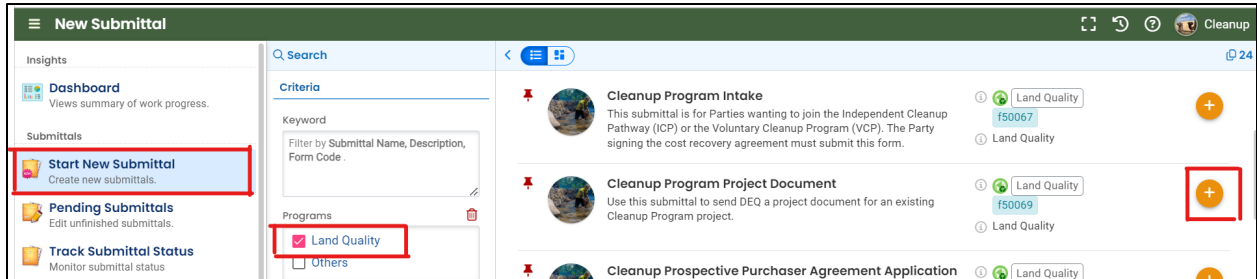 New Submittal
Cleanup
Insights
Dashboard
Views summary of work progress.
Submittals
Start New Submittal
Create new submittals.
Pending Submittals
Edit unfinished submittals.
Track Submittal Status
Monitor submittal status
Search
Criteria
Keyword
Filter by Submittal Name, Description,
Form Code .
Programs
Land Quality
Others
24
Cleanup Program Intake
This submittal is for Parties wanting to join the Independent Cleanup
Pathway (ICP) or the Voluntary Cleanup Program (VCP). The Party
signing the cost recovery agreement must submit this form.
Land Quality
f50067
Land Quality
Cleanup Program Project Document
Use this submittal to send DEQ a project document for an existing
Cleanup Program project.
Land Quality
f50069
Land Quality
Cleanup Prospective Purchaser Agreement Application
Land Quality